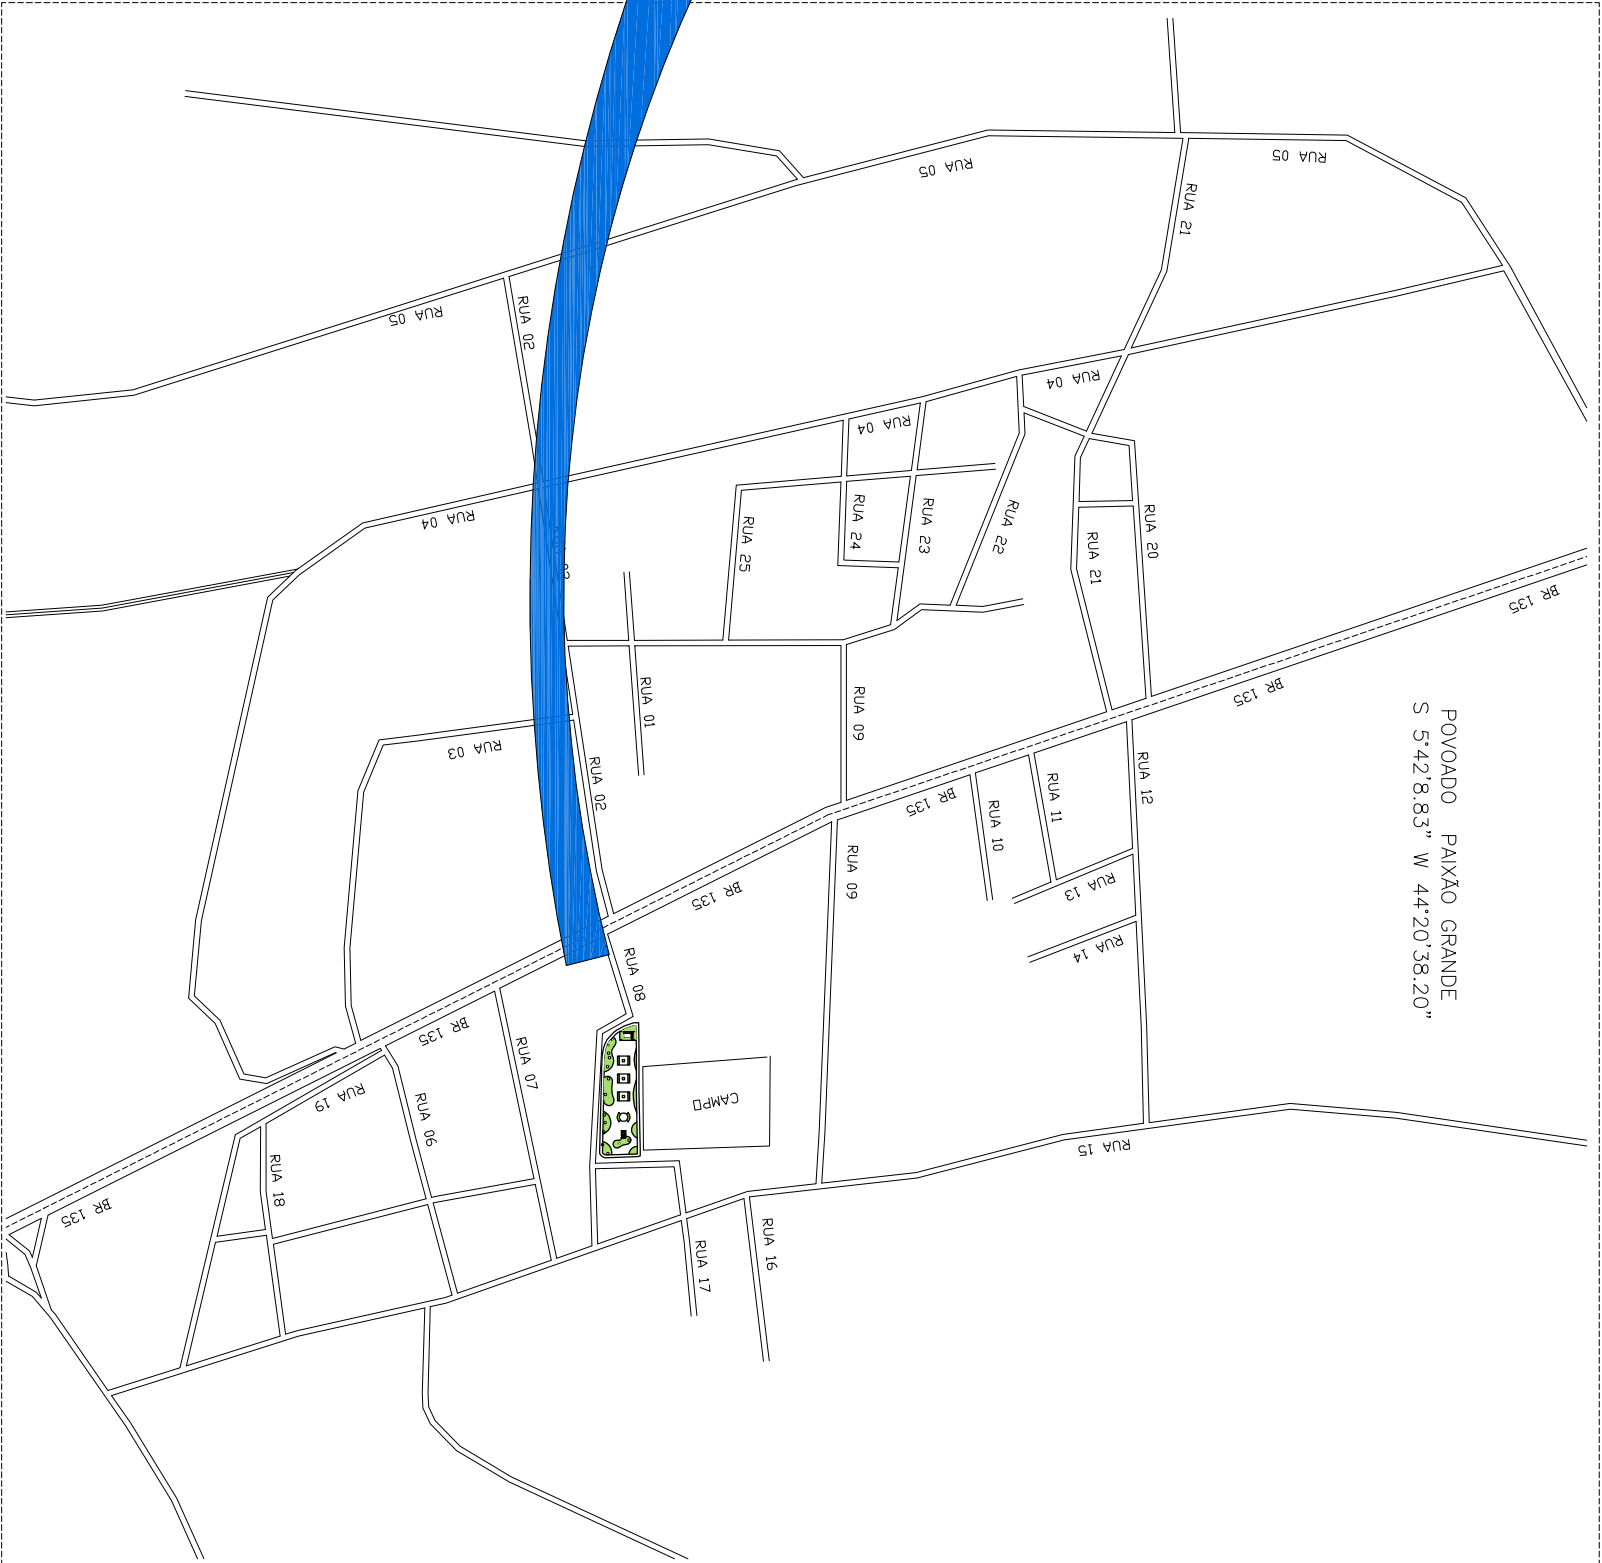 RUA 05
RUA 05
RUA 21
RUA 05
RUA 02
RUA 04
RUA 04
RUA 04
RUA 25
RUA 24
RUA 23
RUA 22
RUA 21
RUA 20
BR 135
BR 135
RUA 01
RUA 09
RUA 03
RUA 02
BR 135
RUA 10
RUA 11
RUA 12
POVOADO PAIXÃO GRANDE
S 5°42'8.83" W 44°20'38.20"
BR 135
RUA 09
RUA 13
RUA 14
RUA 08
BR 135
RUA 07
RUA 19
RUA 06
CAMPO
RUA 15
RUA 18
BR 135
RUA 17
RUA 16